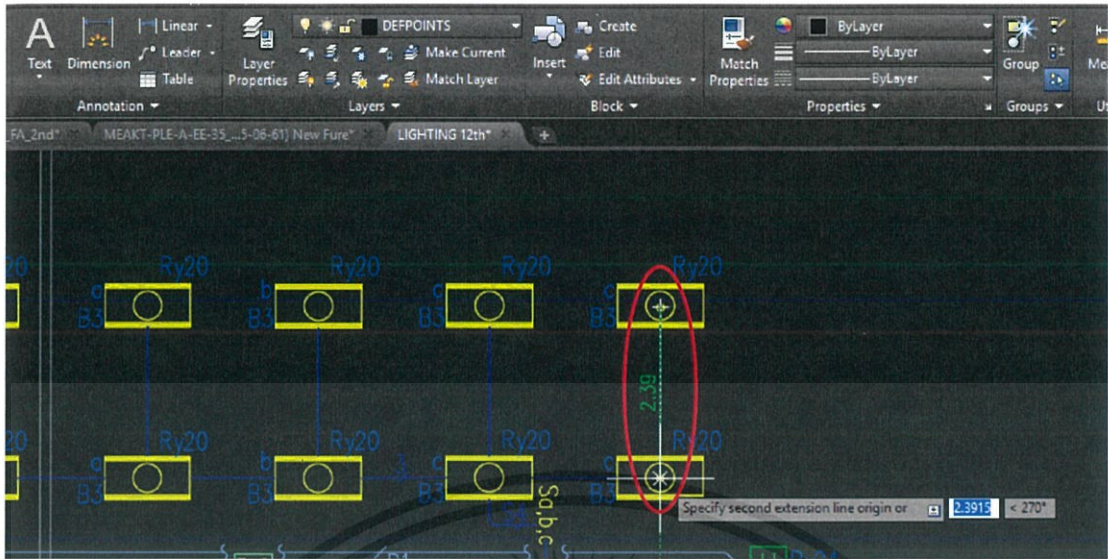 A
Text
Dimension
Linear
Leader
Table
Annotation
Layer
Properties
DEFPOINTS
Make Current
Match Layer
Layers
Insert
Create
Edit
Edit Attributes
Block
Match
Properties
ByLayer
ByLayer
ByLayer
Properties
Group
Groups
_FA_2nd*
MEAKT-PLE-A-EE-35_...5-06-61) New Fure*
LIGHTING 12th*
20 Ry20 Ry20 Ry20 Ry20
c b c c
B3 B3 B3 B3
2.39
20 Ry20 Ry20 Ry20 Ry20
c b c c
B3 B3 B3 B3
Sa,b,c
Specify second extension line origin or 2.3915 < 270°